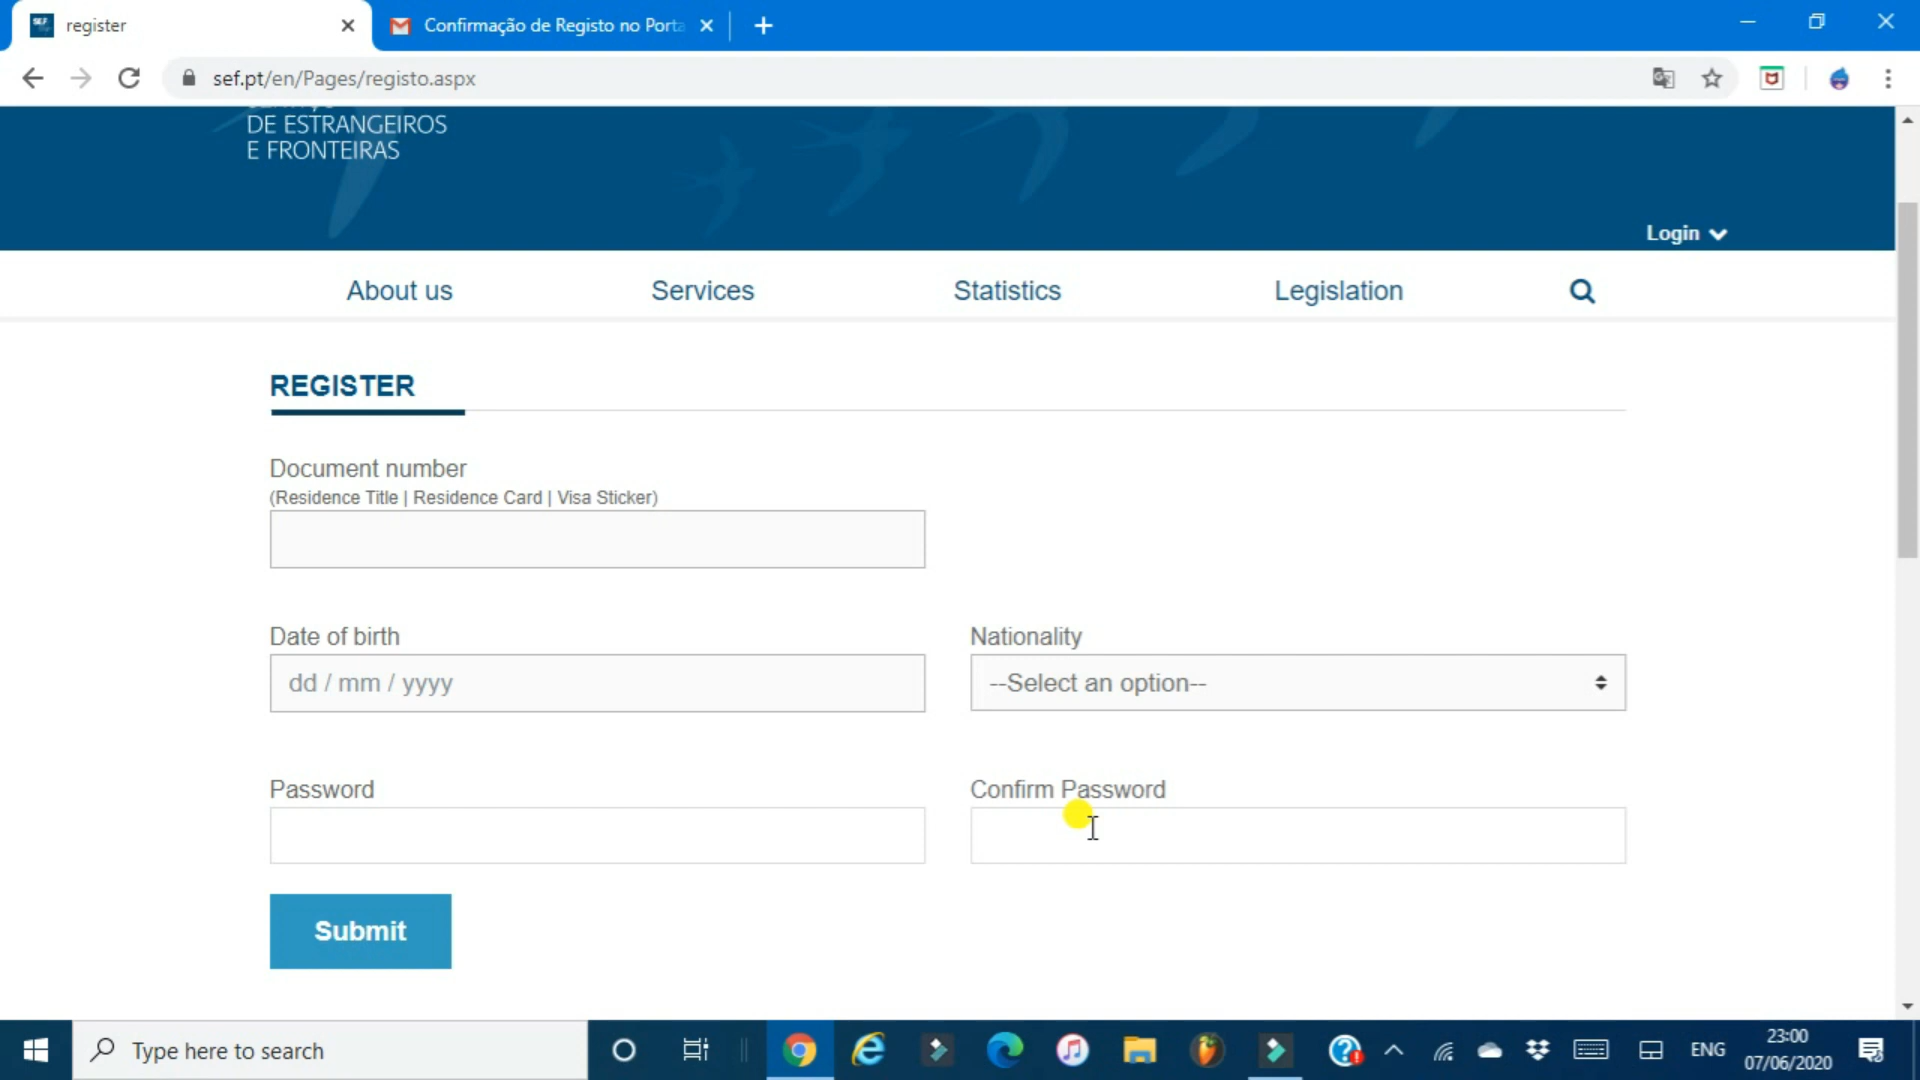 register
Confirmação de Registo no Porta
sef.pt/en/Pages/registo.aspx
DE ESTRANGEIROS
E FRONTEIRAS
Login
About us
Services
Statistics
Legislation
REGISTER
Document number
(Residence Title | Residence Card | Visa Sticker)
Date of birth
Nationality
dd / mm / yyyy
--Select an option--
Password
Confirm Password
Submit
Type here to search
ENG
23:00
07/06/2020